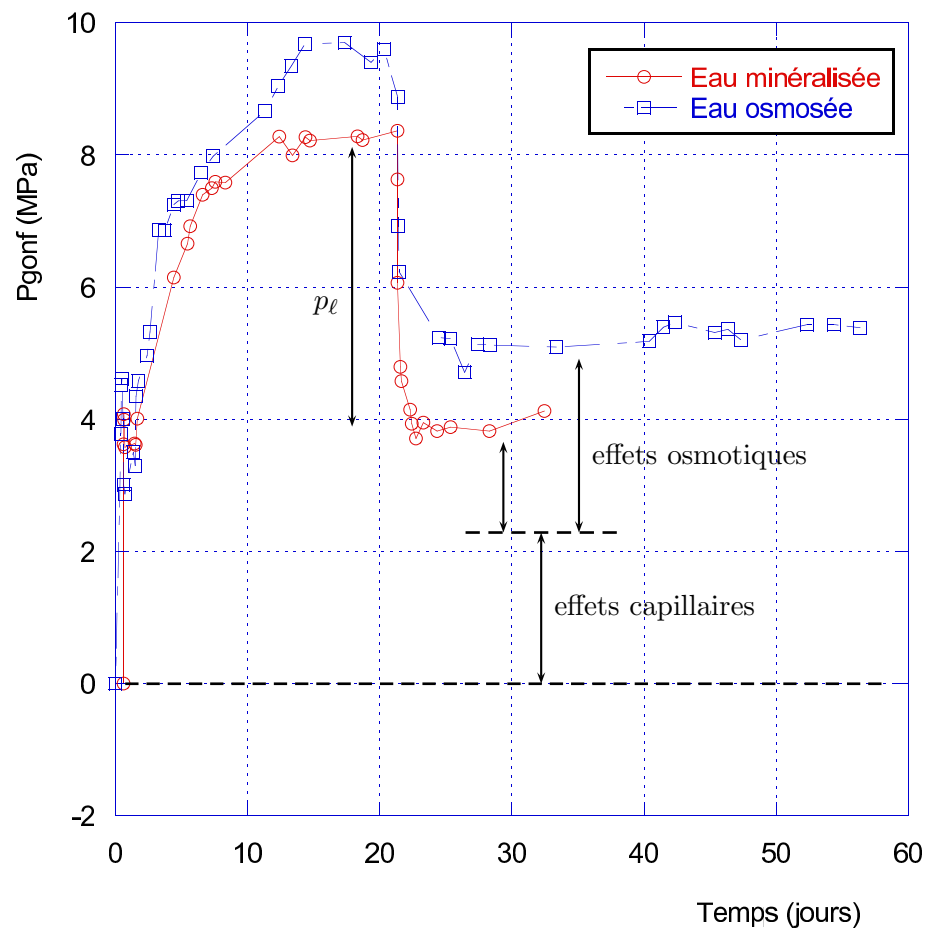 10
8
6
4
2
0
-2
Pgonf (MPa)
Eau minéralisée
Eau osmosée
pℓ
effets osmotiques
effets capillaires
0 10 20 30 40 50 60
Temps (jours)